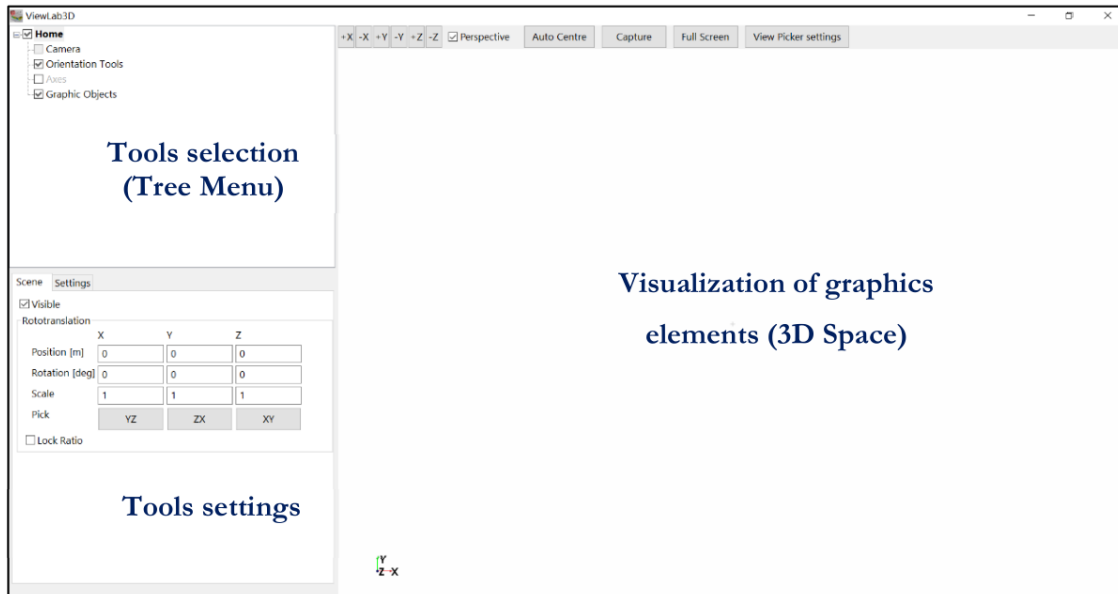 ViewLab3D
Home
Camera
Orientation Tools
Axes
Graphic Objects
Tools selection
(Tree Menu)
+X -X +Y -Y +Z -Z Perspective Auto Centre Capture Full Screen View Picker settings
Visualization of graphics
elements (3D Space)
Scene Settings
Visible
Rototranslation
X Y Z
Position [m] 0 0 0
Rotation [deg] 0 0 0
Scale 1 1 1
Pick YZ ZX XY
Lock Ratio
Tools settings
Y
Z X